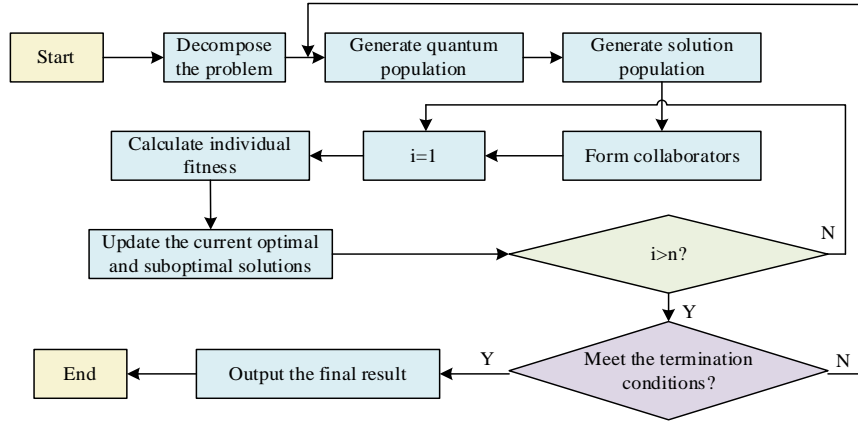 Start
Decompose
the problem
Generate quantum
population
Generate solution
population
Calculate individual
fitness
i=1
Form collaborators
Update the current optimal
and suboptimal solutions
i>n?
N
Y
End
Output the final result
Y
Meet the termination
conditions?
N